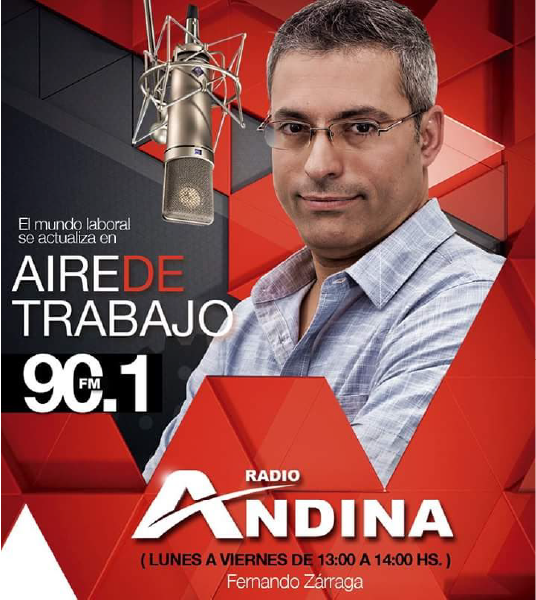 El mundo laboral
se actualiza en
AIREDE
TRABAJO
90.1
FM
RADIO
ANDINA
( LUNES A VIERNES DE 13:00 A 14:00 HS. )
Fernando Zárraga